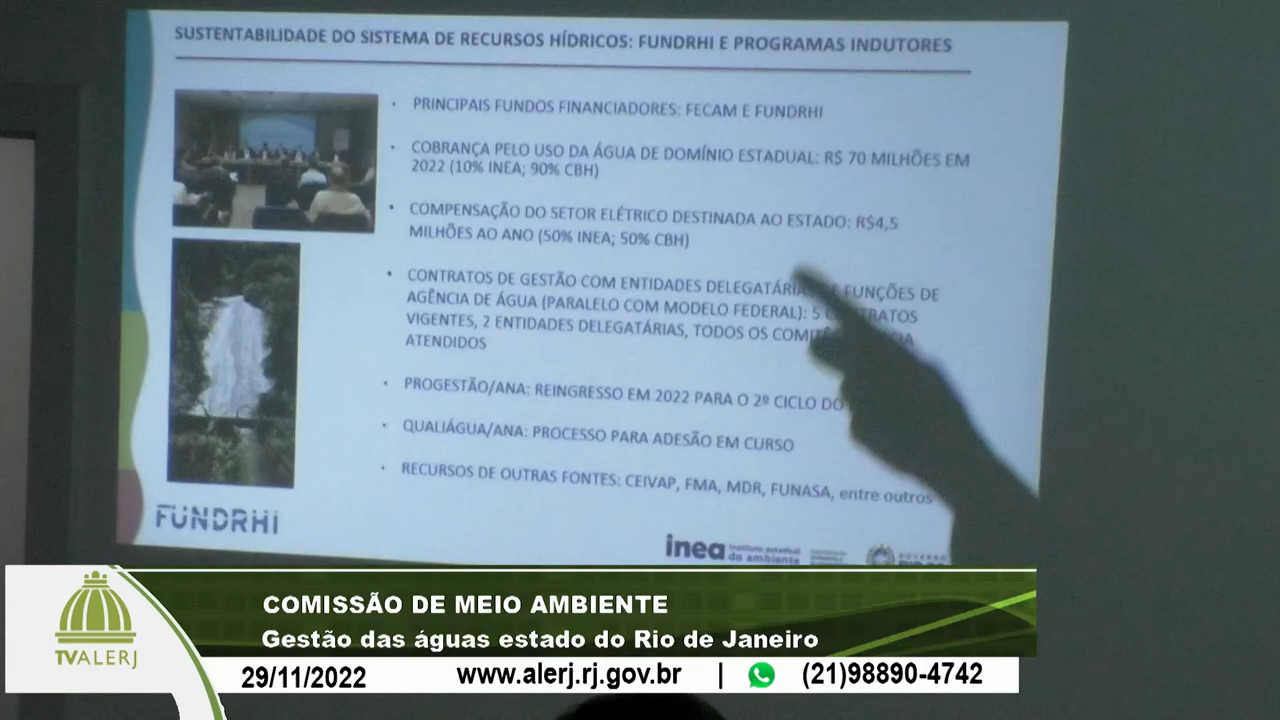 SUSTENTABILIDADE DO SISTEMA DE RECURSOS HÍDRICOS: FUNDRHI E PROGRAMAS INDUTORES
• PRINCIPAIS FUNDOS FINANCIADORES: FECAM E FUNDRHI
• COBRANÇA PELO USO DA ÁGUA DE DOMÍNIO ESTADUAL: R$ 70 MILHÕES EM
2022 (10% INEA; 90% CBH)
• COMPENSAÇÃO DO SETOR ELÉTRICO DESTINADA AO ESTADO: R$4,5
MILHÕES AO ANO (50% INEA; 50% CBH)
• CONTRATOS DE GESTÃO COM ENTIDADES DELEGATÁRIA FUNÇÕES DE
AGÊNCIA DE ÁGUA (PARALELO COM MODELO FEDERAL): 5
VIGENTES, 2 ENTIDADES DELEGATÁRIAS, TODOS OS
ATENDIDOS
• PROGESTÃO/ANA: REINGRESSO EM 2022 PARA O 2º CICLO DO
• QUALIÁGUA/ANA: PROCESSO PARA ADESÃO EM CURSO
• RECURSOS DE OUTRAS FONTES: CEIVAP, FMA, MDR, FUNASA, entre outros
FUNDRHI
inea instituto estadual
do ambiente
GOVERNO
TVALERJ
COMISSÃO DE MEIO AMBIENTE
Gestão das águas estado do Rio de Janeiro
29/11/2022 www.alerj.rj.gov.br | (21)98890-4742